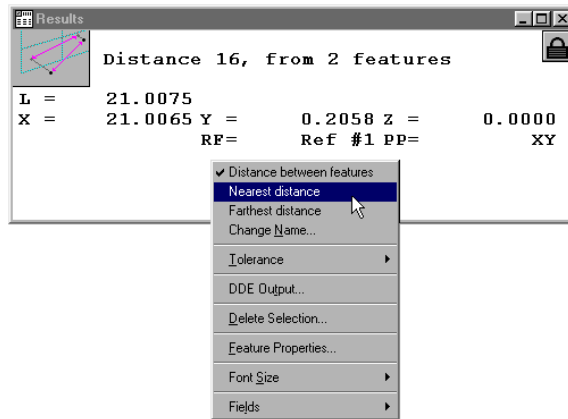 Results
Distance 16, from 2 features
L = 21.0075
X = 21.0065 Y = 0.2058 Z = 0.0000
RF= Ref #1 PP= XY
Distance between features
Nearest distance
Farthest distance
Change Name...
Tolerance
DDE Output...
Delete Selection...
Feature Properties...
Font Size
Fields